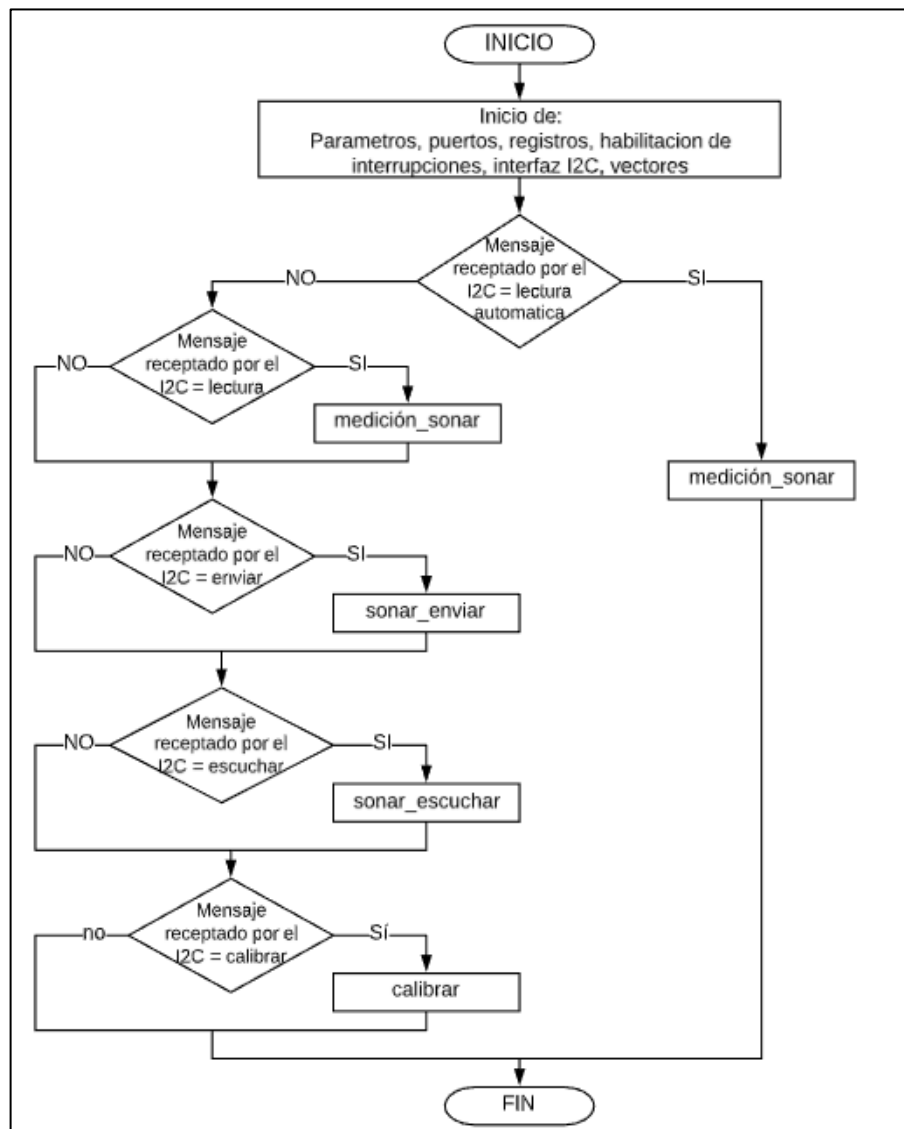 INICIO
Inicio de:
Parametros, puertos, registros, habilitacion de
interrupciones, interfaz I2C, vectores
Mensaje
receptado por el
I2C = lectura
automatica
NO
SI
Mensaje
receptado por el
I2C = lectura
NO
SI
medición_sonar
medición_sonar
Mensaje
receptado por el
I2C = enviar
NO
SI
sonar_enviar
Mensaje
receptado por el
I2C = escuchar
NO
SI
sonar_escuchar
Mensaje
receptado por el
I2C = calibrar
no
Sí
calibrar
FIN